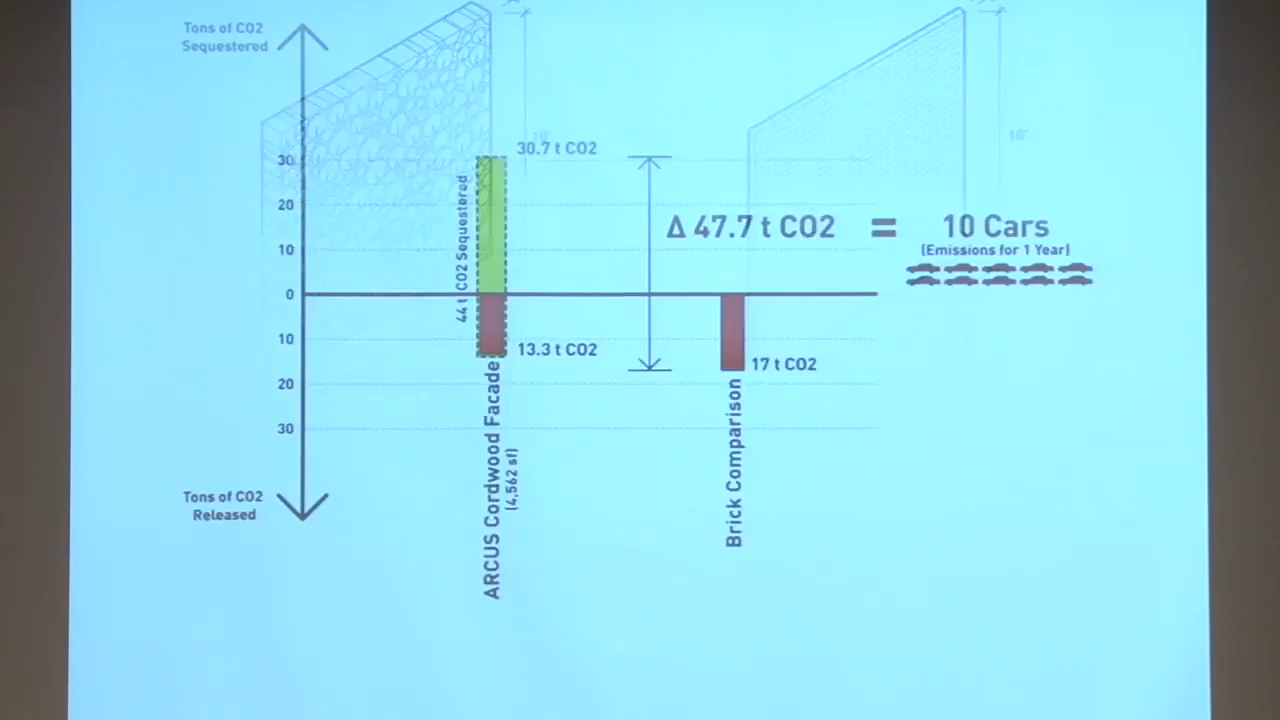 Tons of CO2
Sequestered
10"
10"
30
20
10
0
10
20
30
Tons of CO2
Released
30.7 t CO2
44 t CO2 Sequestered
13.3 t CO2
ARCUS Cordwood Facade
(4,562 sf)
Δ 47.7 t CO2 = 10 Cars
(Emissions for 1 Year)
17 t CO2
Brick Comparison